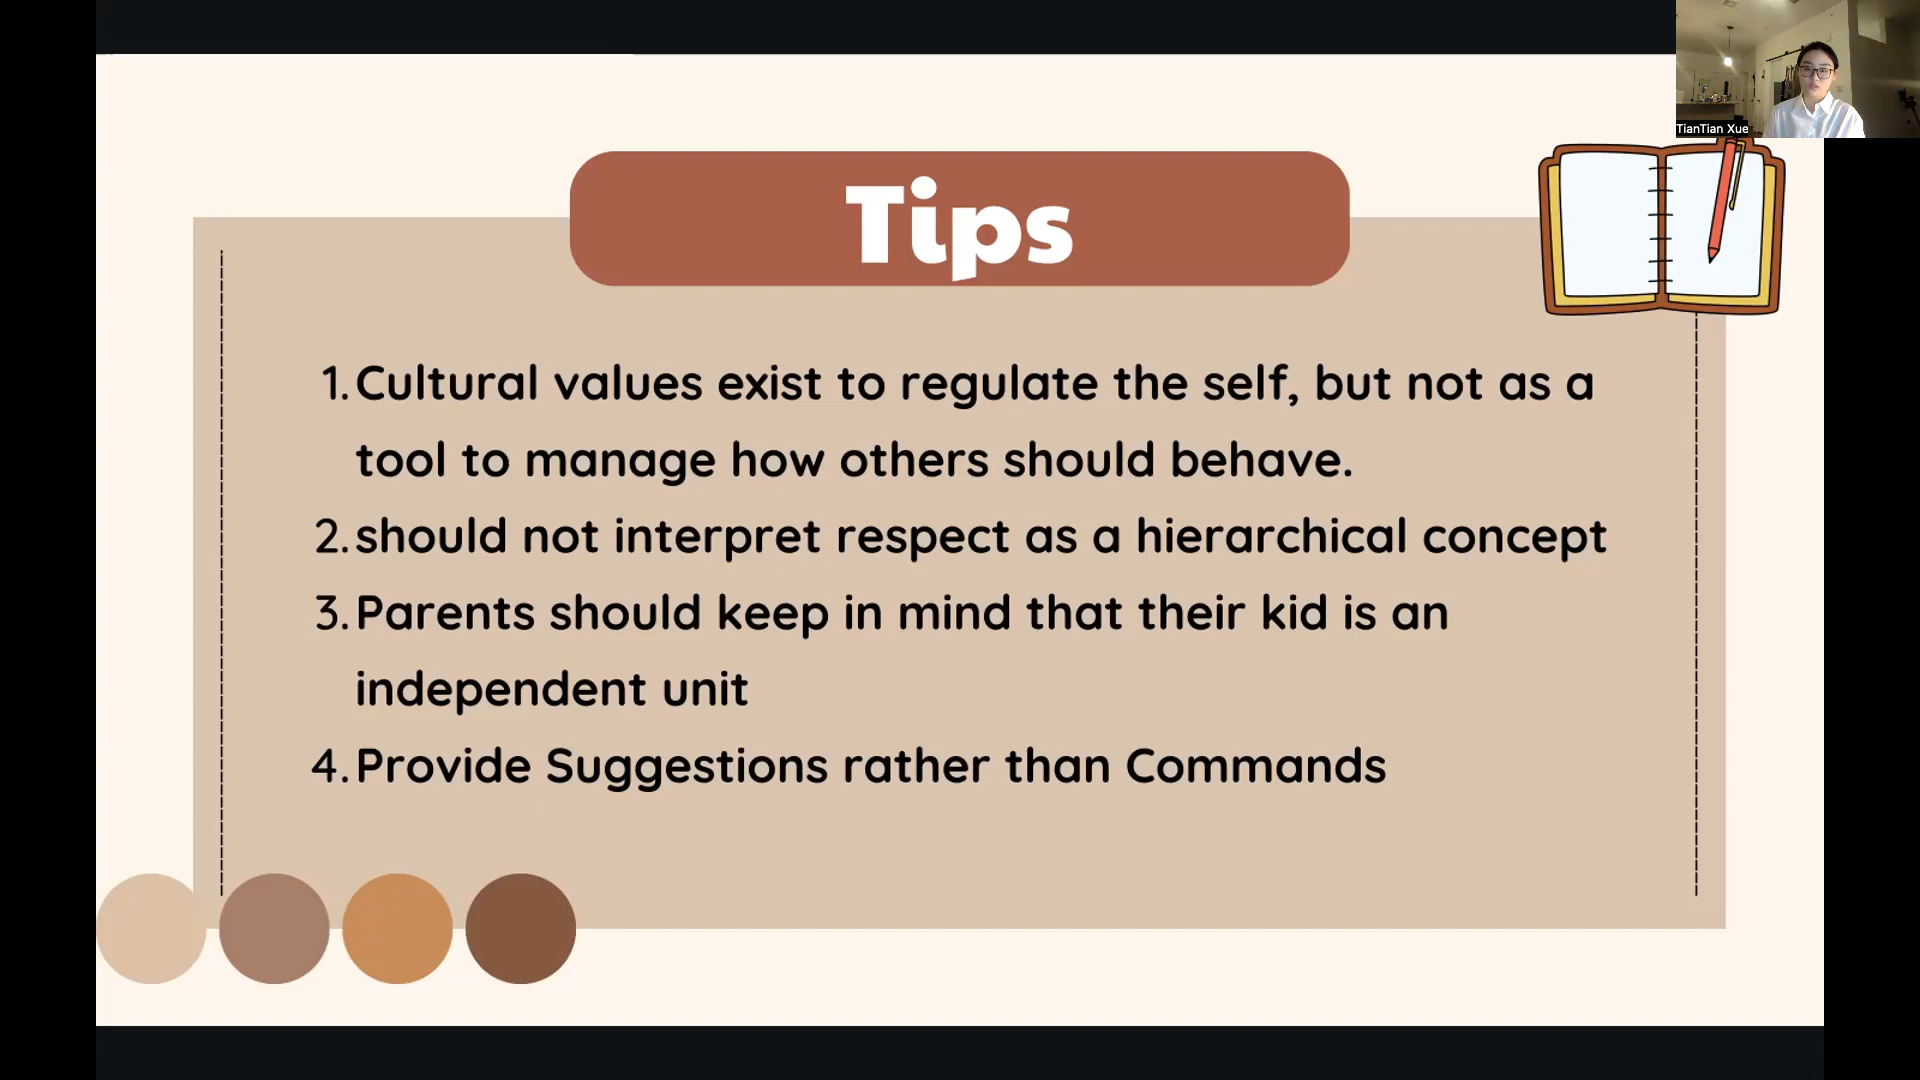 TianTian Xue
Tips
1. Cultural values exist to regulate the self, but not as a
tool to manage how others should behave.
2. should not interpret respect as a hierarchical concept
3. Parents should keep in mind that their kid is an
independent unit
4. Provide Suggestions rather than Commands